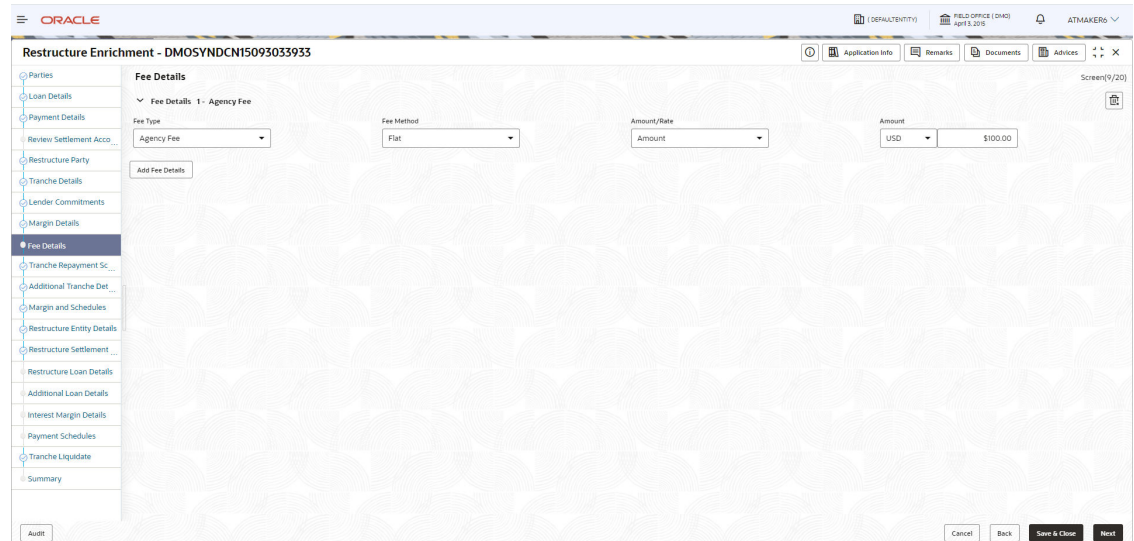 ORACLE
( DEFAULTENTITY)
FIELD OFFICE ( DMO)
April 3, 2015
ATMAKER6
Restructure Enrichment - DMOSYNDCN15093033933
Application Info
Remarks
Documents
Advices
Parties
Loan Details
Payment Details
Review Settlement Acco...
Restructure Party
Tranche Details
Lender Commitments
Margin Details
Fee Details
Tranche Repayment Sc...
Additional Tranche Det...
Margin and Schedules
Restructure Entity Details
Restructure Settlement ...
Restructure Loan Details
Additional Loan Details
Interest Margin Details
Payment Schedules
Tranche Liquidate
Summary
Fee Details
Screen(9/20)
Fee Details 1 - Agency Fee
Fee Type
Fee Method
Amount/Rate
Amount
Agency Fee
Flat
Amount
USD
$100.00
Add Fee Details
Audit
Cancel
Back
Save & Close
Next